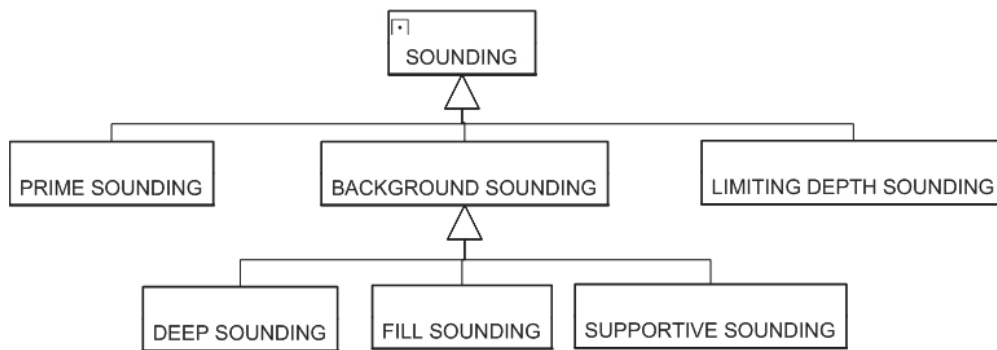 SOUNDING
PRIME SOUNDING
BACKGROUND SOUNDING
LIMITING DEPTH SOUNDING
DEEP SOUNDING
FILL SOUNDING
SUPPORTIVE SOUNDING